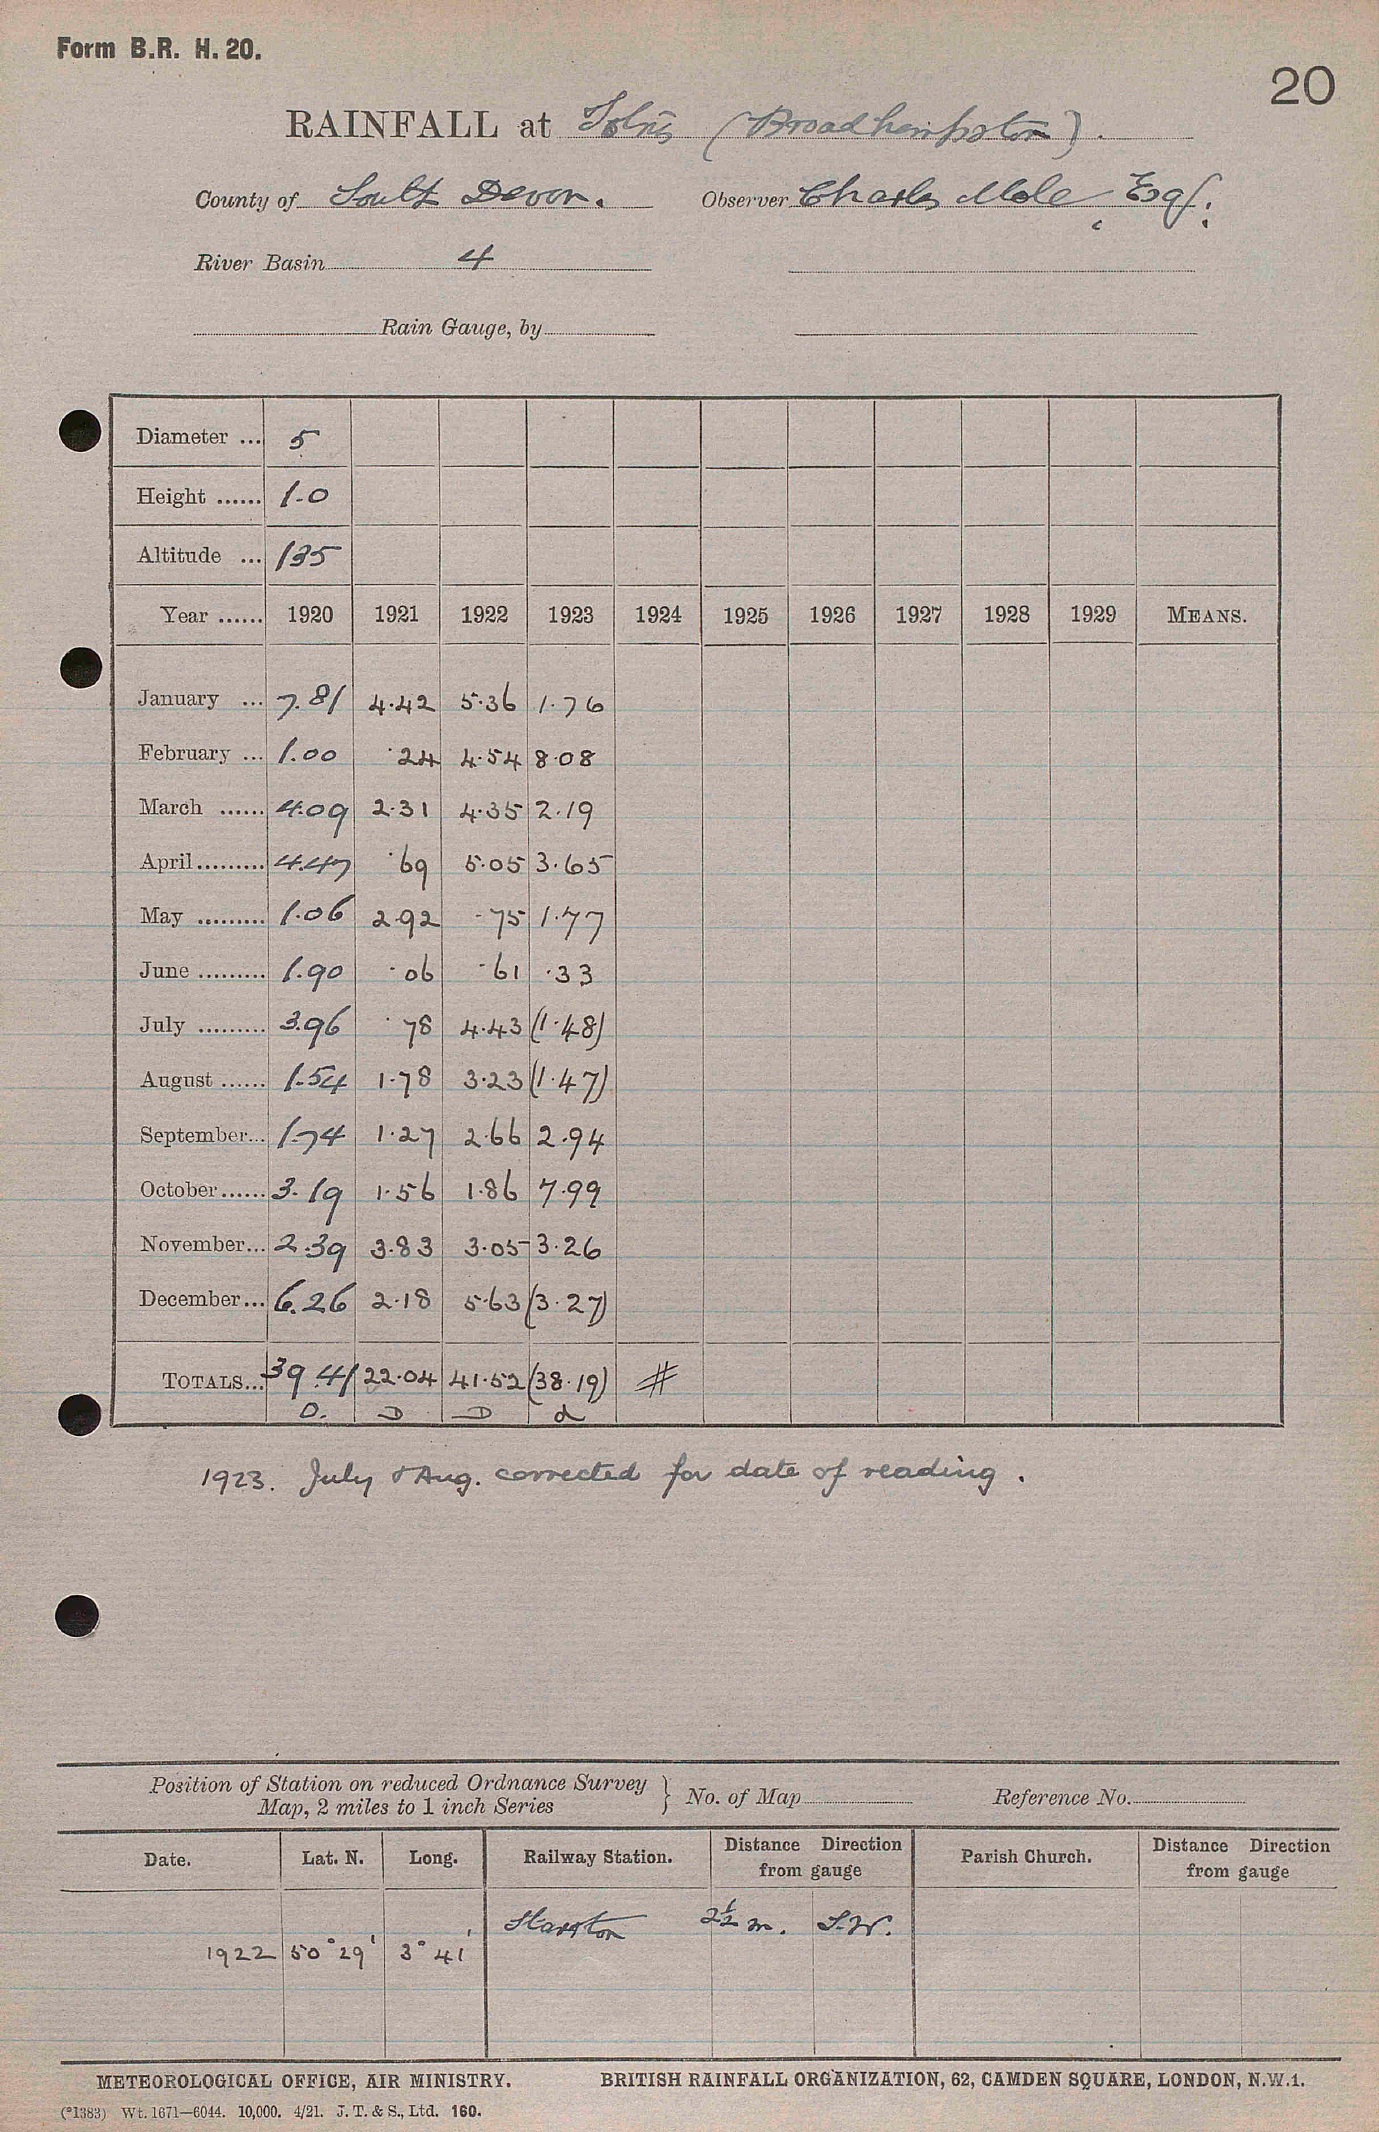 Form B.R. H. 20.
20
RAINFALL at (Broadhempston).
County of South Devon. Observer Charles Mole, Esq.
River Basin 4
Rain Gauge, by
Diameter ... 5
Height ...... 1.0
Altitude ... 135
Year ...... 1920 1921 1922 1923 1924 1925 1926 1927 1928 1929 MEANS.
January ... 7.81 4.42 5.36 1.76
February ... 1.00 .24 4.54 8.08
March ...... 4.09 2.31 4.35 2.19
April ......... 4.47 .69 5.05 3.65
May ......... 1.06 2.92 .75 1.77
June ......... 1.90 .06 .61 .33
July ......... 3.96 .78 4.43 (1.48)
August ...... 1.54 1.78 3.23 (1.47)
September... 1.74 1.27 2.66 2.94
October...... 3.19 1.56 1.86 7.99
November... 2.39 3.83 3.05 3.26
December... 6.26 2.18 5.63 (3.27)
TOTALS... 39.41 22.04 41.52 (38.19) #
D. D D d
1923. July & Aug. corrected for date of reading.
Position of Station on reduced Ordnance Survey
Map, 2 miles to 1 inch Series } No. of Map Reference No.
Date. Lat. N. Long. Railway Station. Distance Direction from gauge Parish Church. Distance Direction from gauge
2½ m. S.W.
1922 50° 29' 3° 41'
METEOROLOGICAL OFFICE, AIR MINISTRY. BRITISH RAINFALL ORGANIZATION, 62, CAMDEN SQUARE, LONDON, N.W.1.
(*1383) Wt. 1671—6044. 10,000. 4/21. J. T. & S., Ltd. 160.